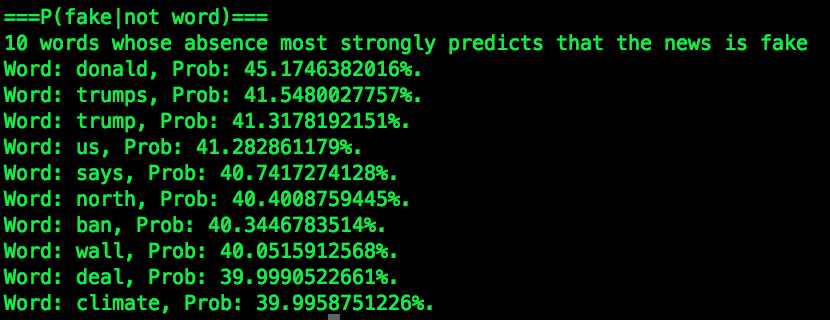 ===P(fake|not word)===
10 words whose absence most strongly predicts that the news is fake
Word: donald, Prob: 45.1746382016%.
Word: trumps, Prob: 41.5480027757%.
Word: trump, Prob: 41.3178192151%.
Word: us, Prob: 41.282861179%.
Word: says, Prob: 40.7417274128%.
Word: north, Prob: 40.4008759445%.
Word: ban, Prob: 40.3446783514%.
Word: wall, Prob: 40.0515912568%.
Word: deal, Prob: 39.9990522661%.
Word: climate, Prob: 39.9958751226%.